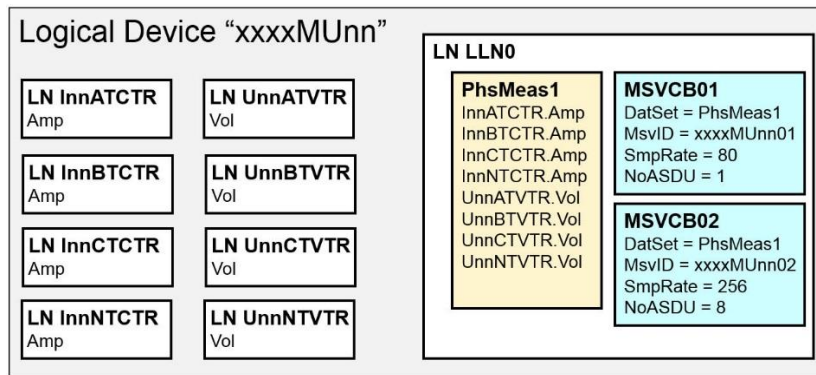 Logical Device “xxxxMUnn”
LN InnATCTR
Amp
LN UnnATVTR
Vol
LN InnBTCTR
Amp
LN UnnBTVTR
Vol
LN InnCTCTR
Amp
LN UnnCTVTR
Vol
LN InnNTCTR
Amp
LN UnnNTVTR
Vol
LN LLN0
PhsMeas1
InnATCTR.Amp
InnBTCTR.Amp
InnCTCTR.Amp
InnNTCTR.Amp
UnnATVTR.Vol
UnnBTVTR.Vol
UnnCTVTR.Vol
UnnNTVTR.Vol
MSVCB01
DatSet = PhsMeas1
MsvID = xxxxMUnn01
SmpRate = 80
NoASDU = 1
MSVCB02
DatSet = PhsMeas1
MsvID = xxxxMUnn02
SmpRate = 256
NoASDU = 8